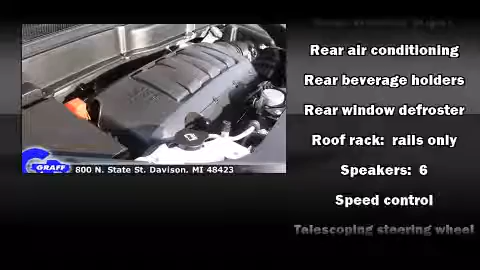 Rear air conditioning
Rear beverage holders
Rear window defroster
Roof rack: rails only
Speakers: 6
Speed control
Telescoping steering wheel
GRAFF
800 N. State St. Davison, MI 48423